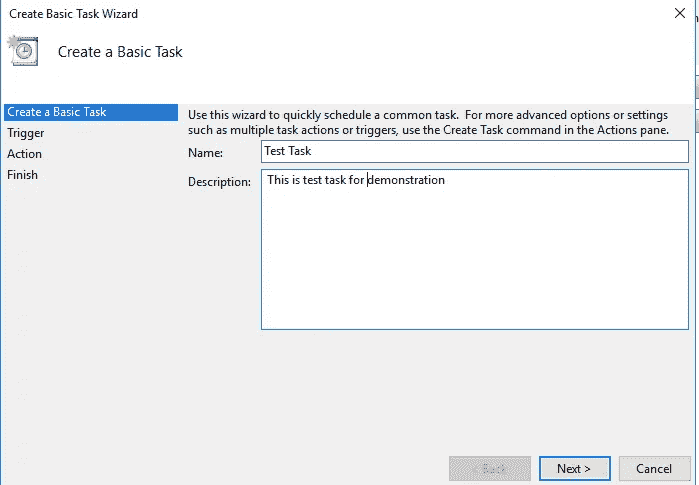 Create Basic Task Wizard
Create a Basic Task
Create a Basic Task
Trigger
Action
Finish
Use this wizard to quickly schedule a common task. For more advanced options or settings
such as multiple task actions or triggers, use the Create Task command in the Actions pane.
Name: Test Task
Description: This is test task for demonstration
< Back Next > Cancel